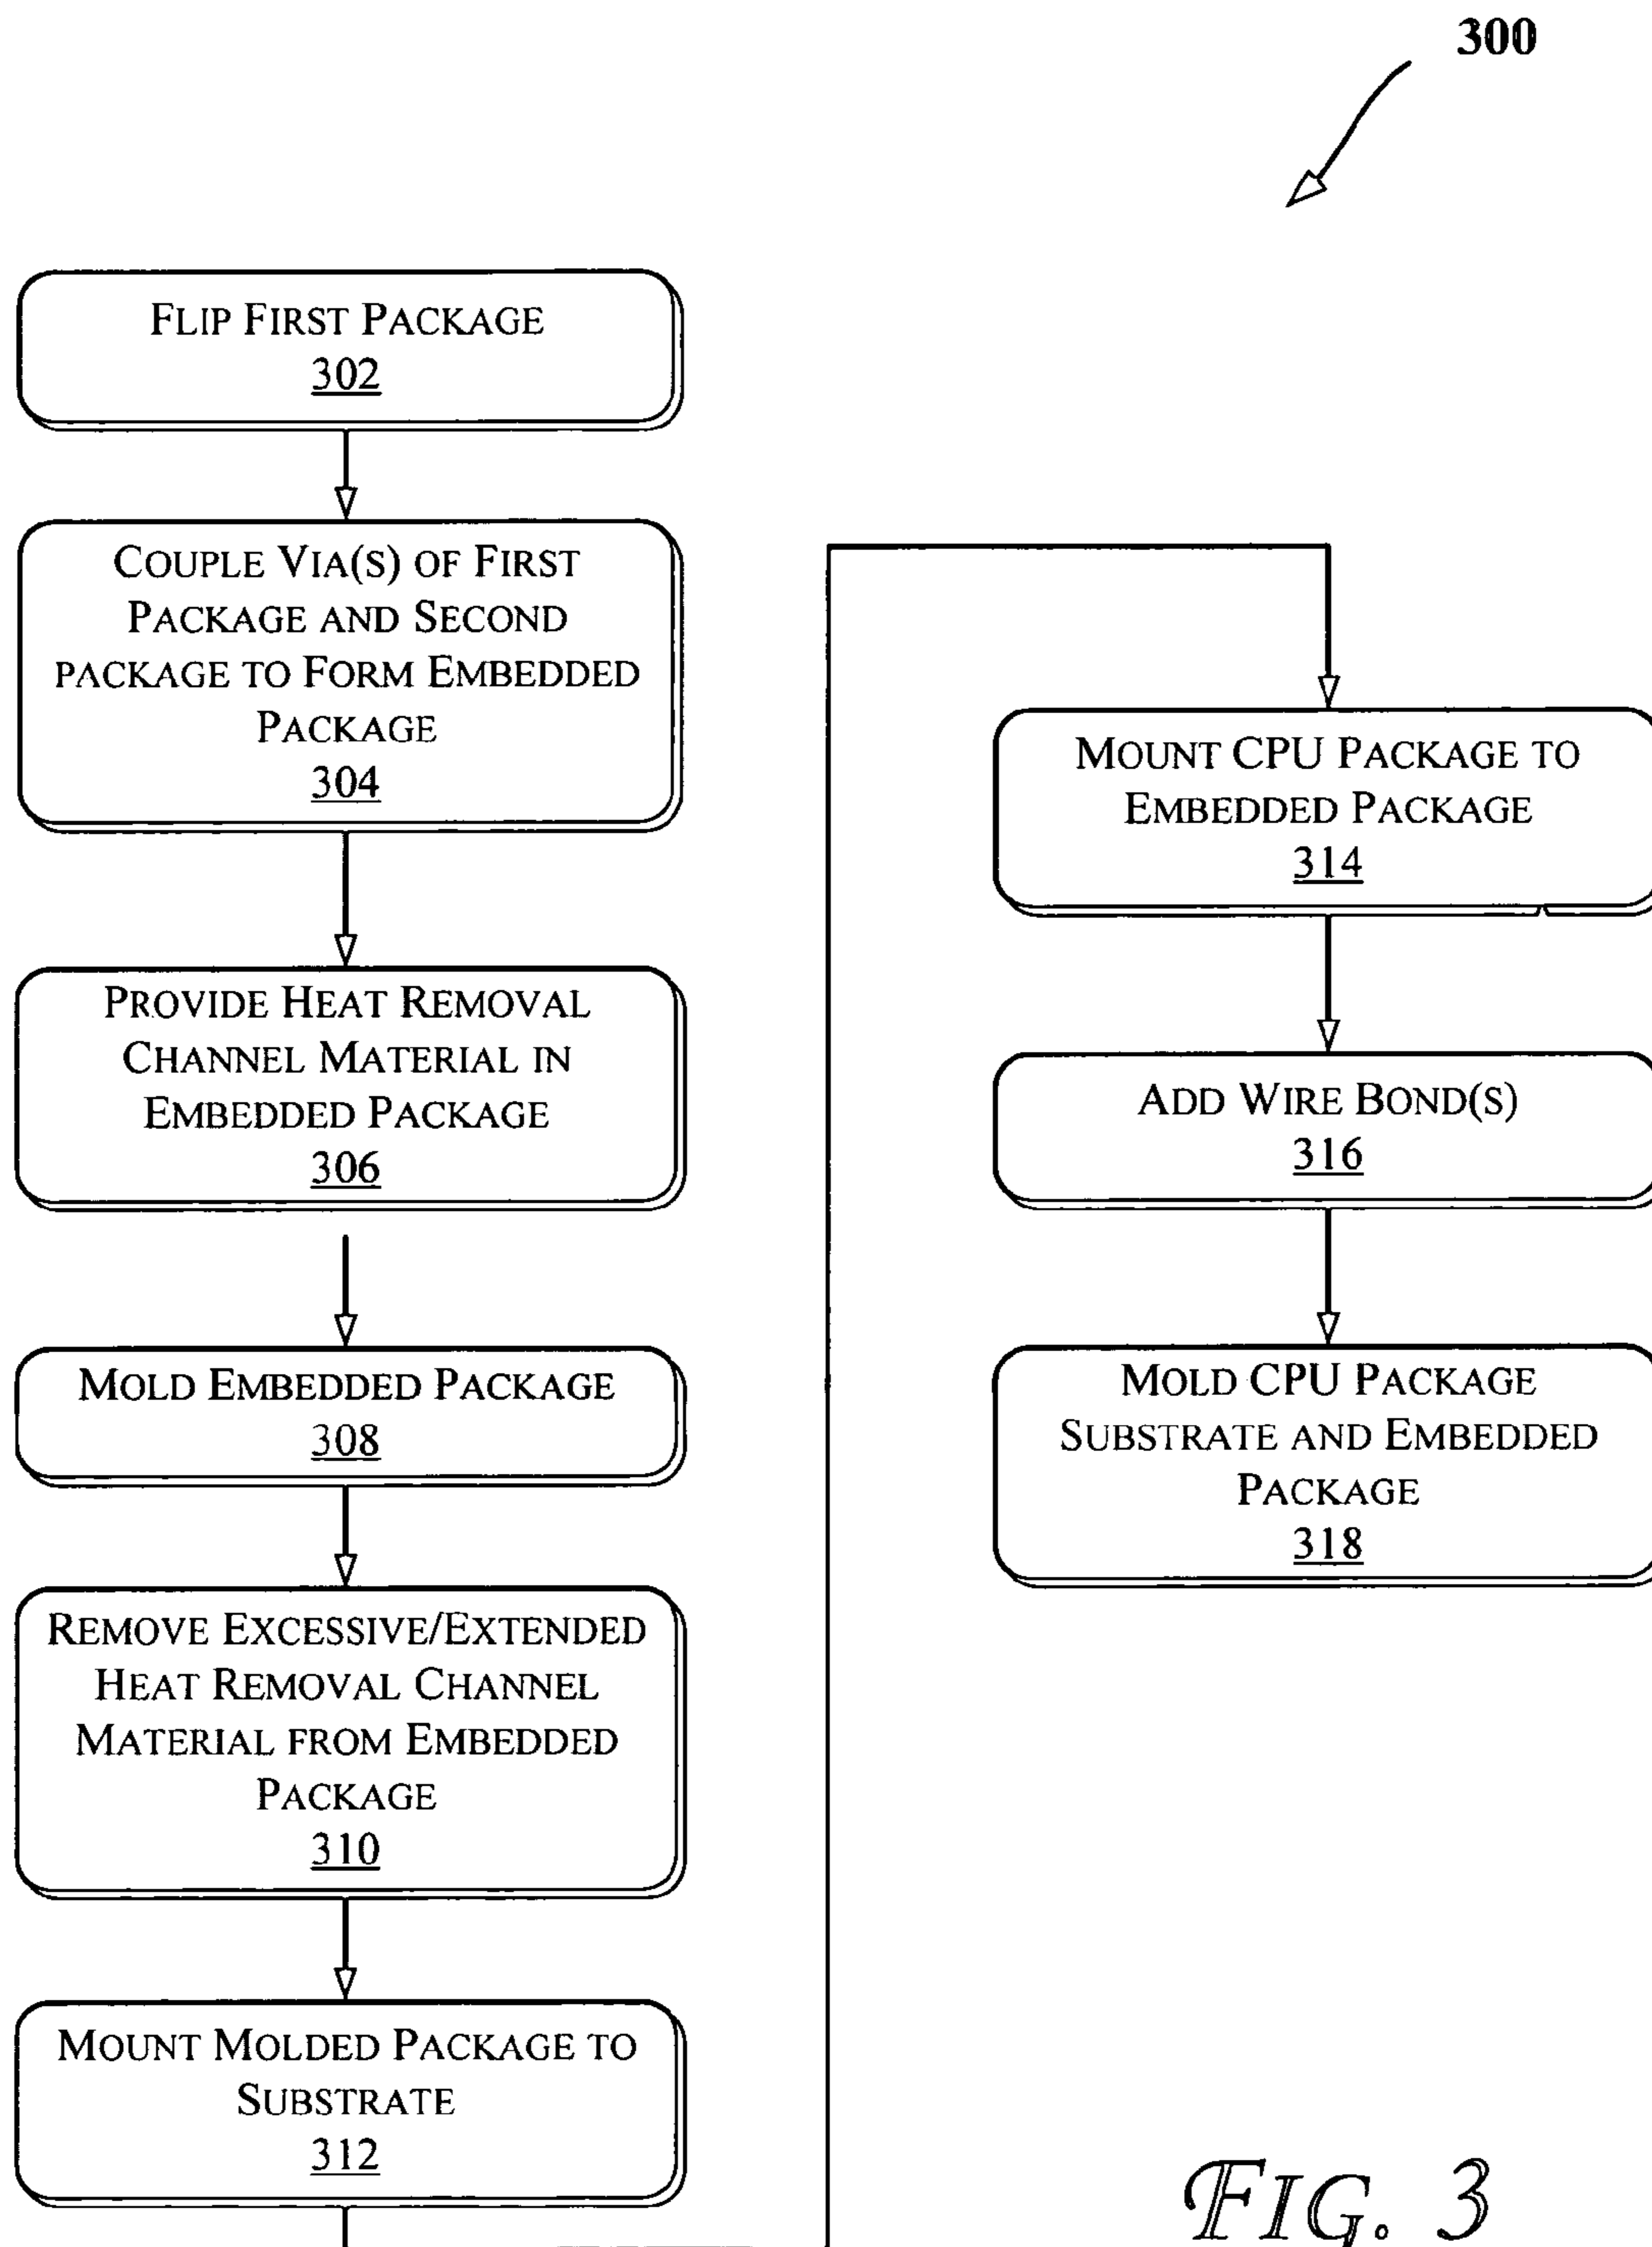 300
FLIP FIRST PACKAGE
302
COUPLE VIA(S) OF FIRST
PACKAGE AND SECOND
PACKAGE TO FORM EMBEDDED
PACKAGE
304
PROVIDE HEAT REMOVAL
CHANNEL MATERIAL IN
EMBEDDED PACKAGE
306
MOLD EMBEDDED PACKAGE
308
REMOVE EXCESSIVE/EXTENDED
HEAT REMOVAL CHANNEL
MATERIAL FROM EMBEDDED
PACKAGE
310
MOUNT MOLDED PACKAGE TO
SUBSTRATE
312
MOUNT CPU PACKAGE TO
EMBEDDED PACKAGE
314
ADD WIRE BOND(S)
316
MOLD CPU PACKAGE
SUBSTRATE AND EMBEDDED
PACKAGE
318
FIG. 3